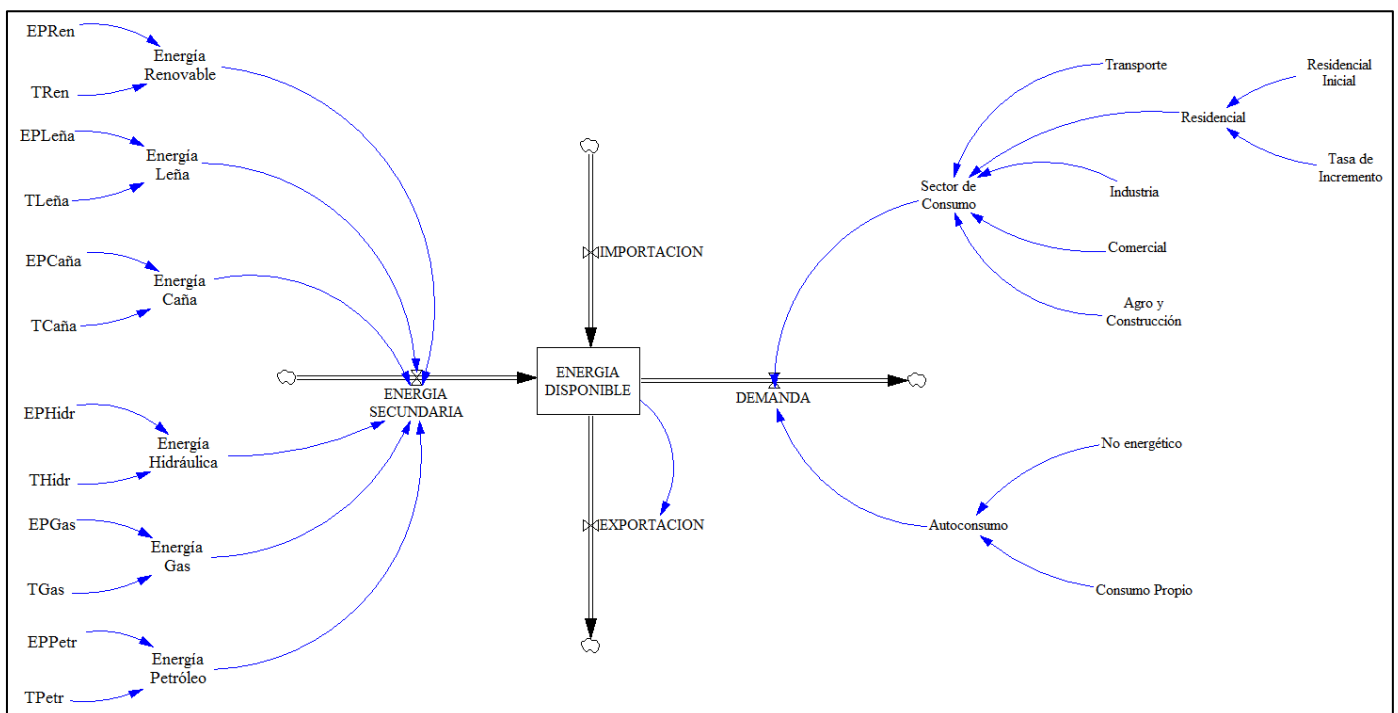 EPRen
Energía
Renovable
TRen
EPLeña
Energía
Leña
TLeña
EPCaña
Energía
Caña
TCaña
EPHidr
Energía
Hidráulica
THidr
EPGas
Energía
Gas
TGas
EPPetr
Energía
Petróleo
TPetr
ENERGIA
SECUNDARIA
IMPORTACION
ENERGIA
DISPONIBLE
EXPORTACION
DEMANDA
Transporte
Residencial
Inicial
Residencial
Tasa de
Incremento
Sector de
Consumo
Industria
Comercial
Agro y
Construcción
No energético
Autoconsumo
Consumo Propio